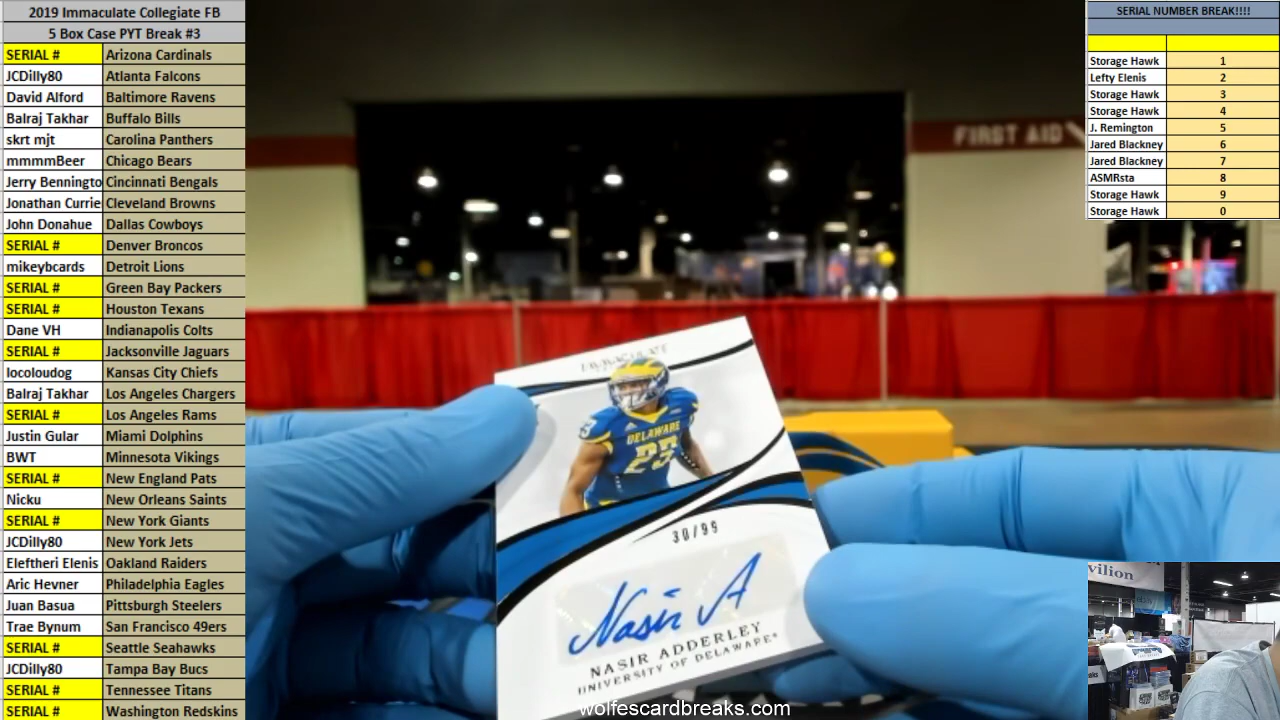 2019 Immaculate Collegiate FB
5 Box Case PYT Break #3
SERIAL # Arizona Cardinals
JCDilly80 Atlanta Falcons
David Alford Baltimore Ravens
Balraj Takhar Buffalo Bills
skrt mjt Carolina Panthers
mmmmBeer Chicago Bears
Jerry Benningto Cincinnati Bengals
Jonathan Currie Cleveland Browns
John Donahue Dallas Cowboys
SERIAL # Denver Broncos
mikeybcards Detroit Lions
SERIAL # Green Bay Packers
SERIAL # Houston Texans
Dane VH Indianapolis Colts
SERIAL # Jacksonville Jaguars
locoloudog Kansas City Chiefs
Balraj Takhar Los Angeles Chargers
SERIAL # Los Angeles Rams
Justin Gular Miami Dolphins
BWT Minnesota Vikings
SERIAL # New England Pats
Nicku New Orleans Saints
SERIAL # New York Giants
JCDilly80 New York Jets
Eleftheri Elenis Oakland Raiders
Aric Hevner Philadelphia Eagles
Juan Basua Pittsburgh Steelers
Trae Bynum San Francisco 49ers
SERIAL # Seattle Seahawks
JCDilly80 Tampa Bay Bucs
SERIAL # Tennessee Titans
SERIAL # Washington Redskins
SERIAL NUMBER BREAK!!!!
Storage Hawk 1
Lefty Elenis 2
Storage Hawk 3
Storage Hawk 4
J. Remington 5
Jared Blackney 6
Jared Blackney 7
ASMRsta 8
Storage Hawk 9
Storage Hawk 0
FIRST AID
IMMACULATE
DELAWARE
23
30/99
Nasir A
NASIR ADDERLEY
UNIVERSITY OF DELAWARE
wolfescardbreaks.com
vilion